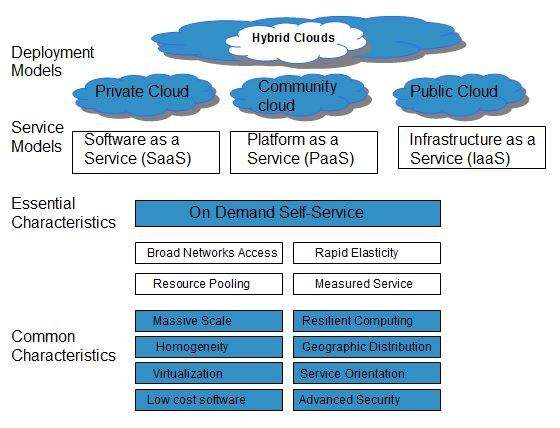 Hybrid Clouds
Deployment
Models
Private Cloud
Community
cloud
Public Cloud
Service
Models
Software as a
Service (SaaS)
Platform as a
Service (PaaS)
Infrastructure as a
Service (IaaS)
Essential
Characteristics
On Demand Self-Service
Broad Networks Access
Rapid Elasticity
Resource Pooling
Measured Service
Common
Characteristics
Massive Scale
Resilient Computing
Homogeneity
Geographic Distribution
Virtualization
Service Orientation
Low cost software
Advanced Security